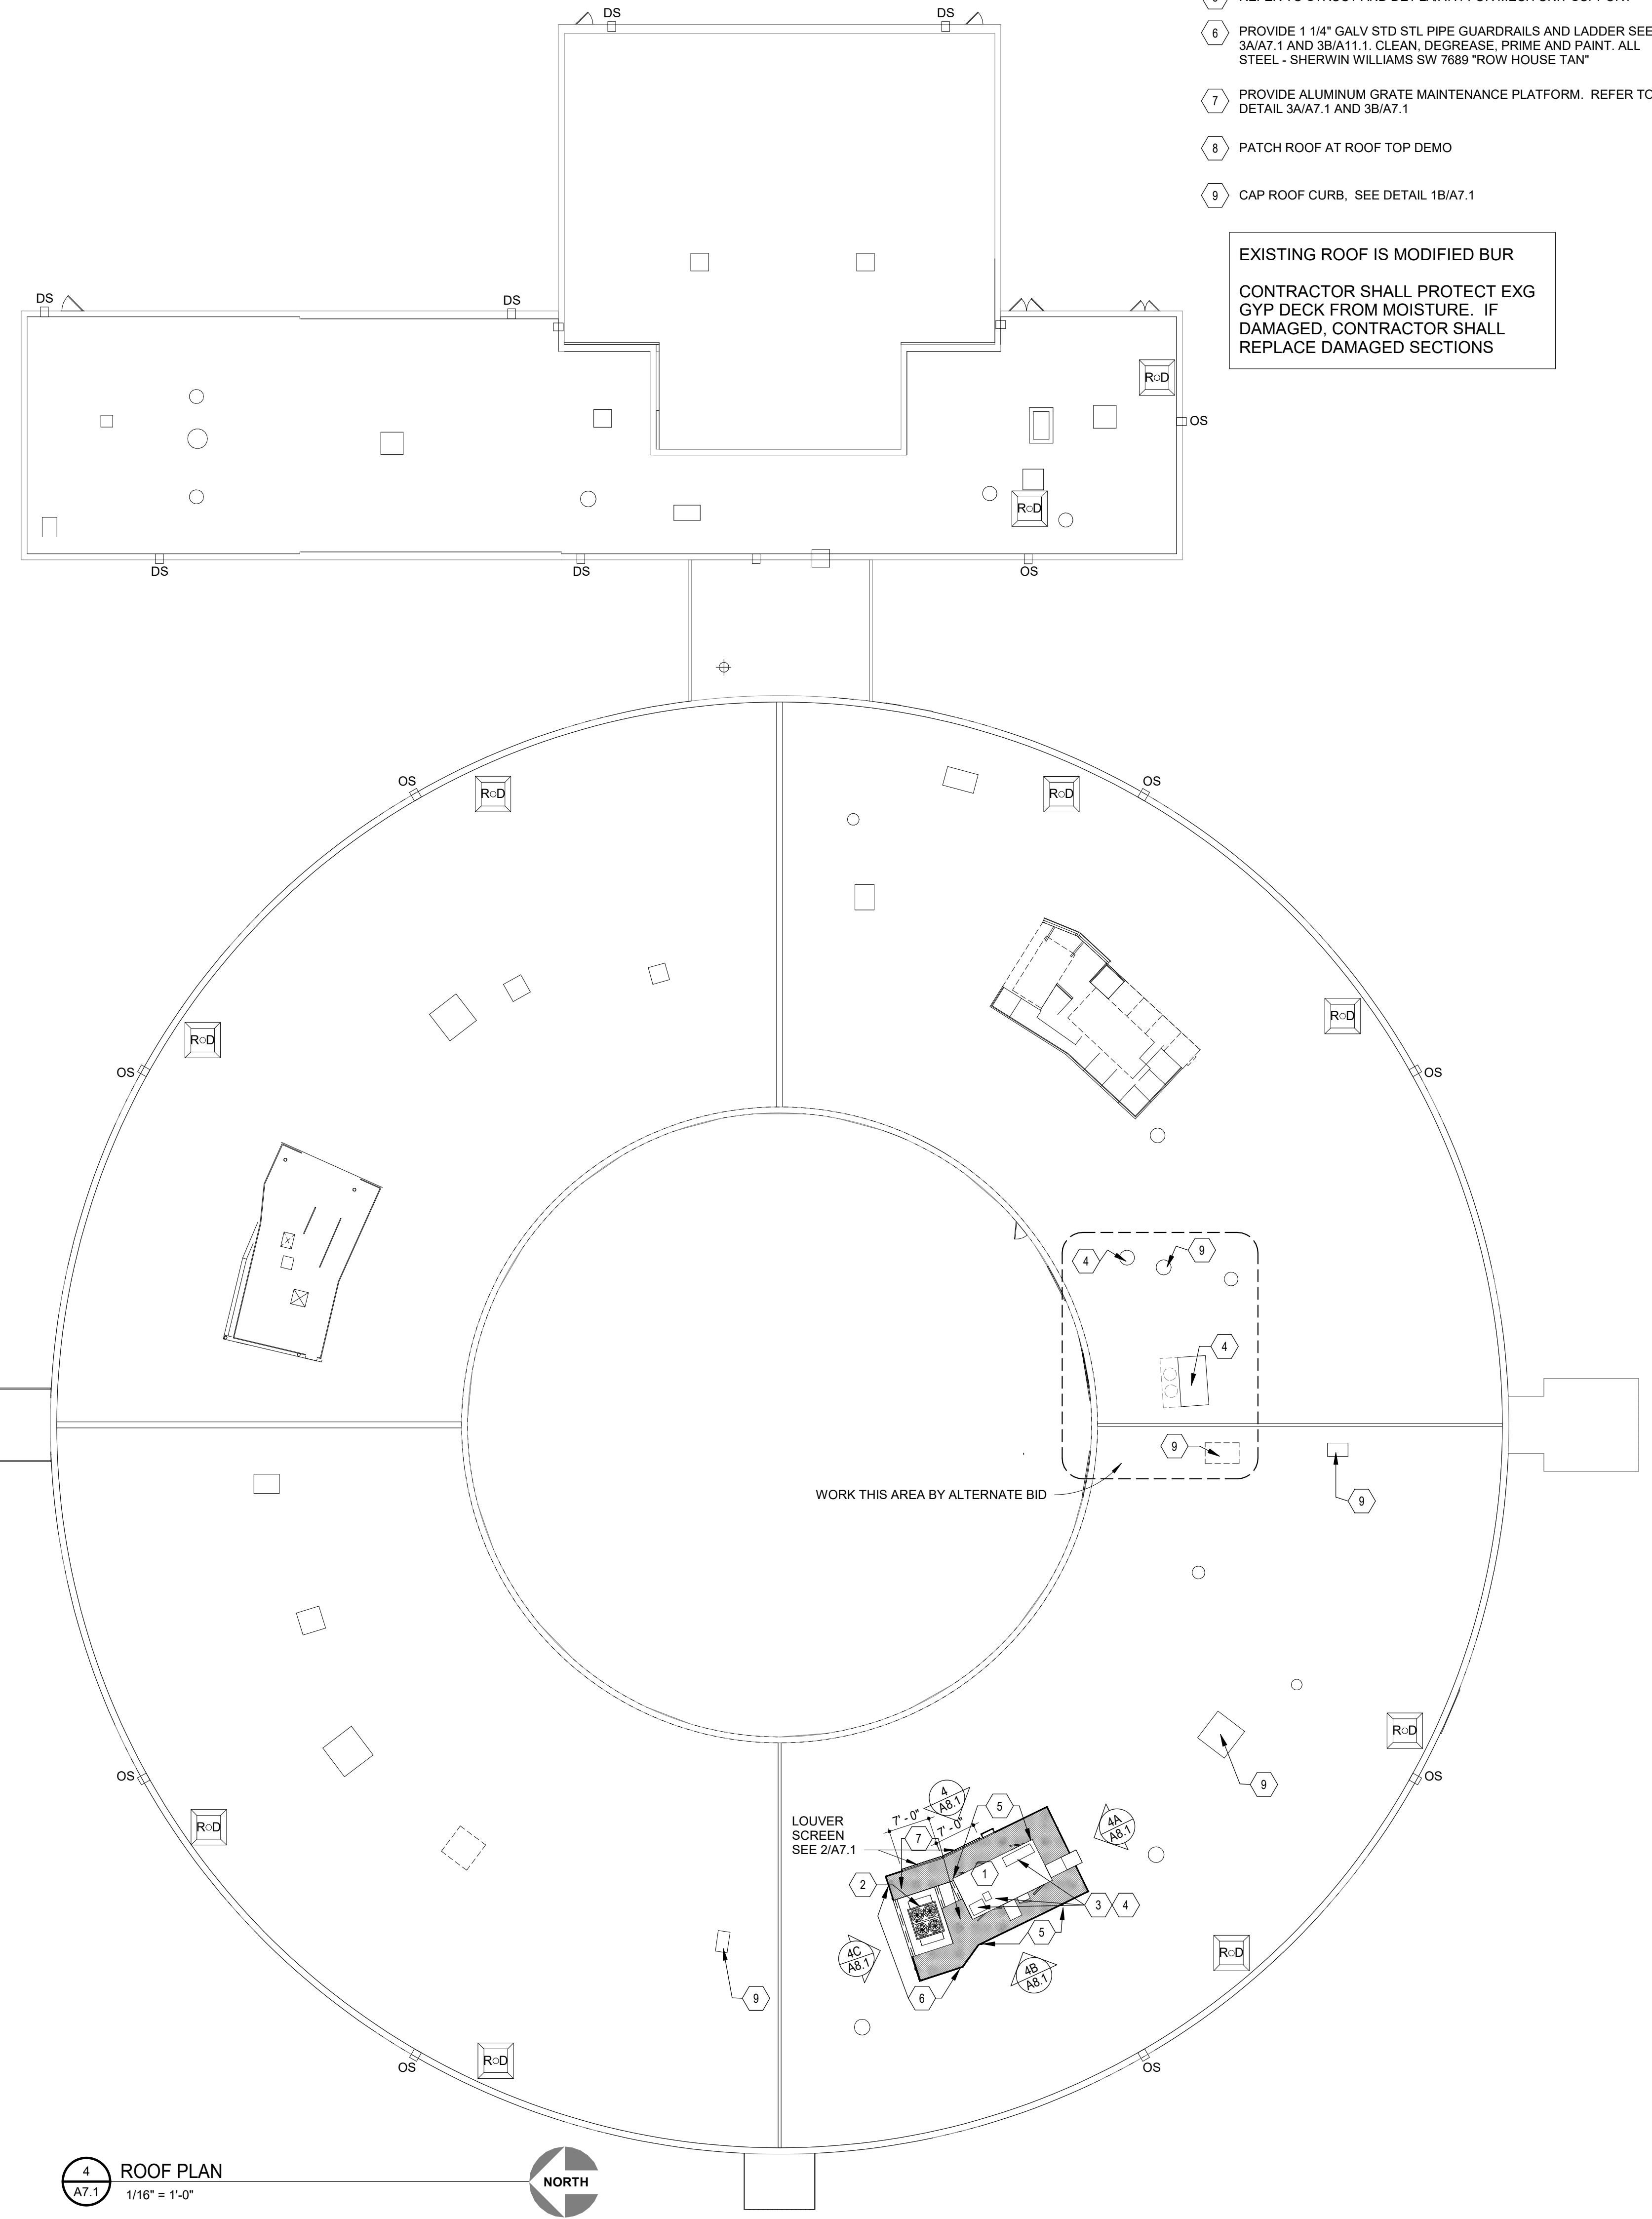 6
PROVIDE 1 1/4" GALV STD STL PIPE GUARDRAILS AND LADDER SEE
3A/A7.1 AND 3B/A11.1. CLEAN, DEGREASE, PRIME AND PAINT. ALL
STEEL - SHERWIN WILLIAMS SW 7689 "ROW HOUSE TAN"
7
PROVIDE ALUMINUM GRATE MAINTENANCE PLATFORM. REFER TO
DETAIL 3A/A7.1 AND 3B/A7.1
8
PATCH ROOF AT ROOF TOP DEMO
9
CAP ROOF CURB, SEE DETAIL 1B/A7.1
EXISTING ROOF IS MODIFIED BUR
CONTRACTOR SHALL PROTECT EXG
GYP DECK FROM MOISTURE. IF
DAMAGED, CONTRACTOR SHALL
REPLACE DAMAGED SECTIONS
DS
DS
DS
DS
RD
OS
RD
DS
DS
OS
OS
RD
RD
OS
RD
RD
OS
OS
X
4
9
4
9
WORK THIS AREA BY ALTERNATE BID
9
RD
OS
9
OS
RD
LOUVER
SCREEN
SEE 2/A7.1
7' - 0"
7' - 0"
4
A8.1
5
4A
A8.1
7
1
2
3
4
5
4C
A8.1
4B
A8.1
6
9
RD
RD
OS
OS
4
A7.1
ROOF PLAN
1/16" = 1'-0"
NORTH